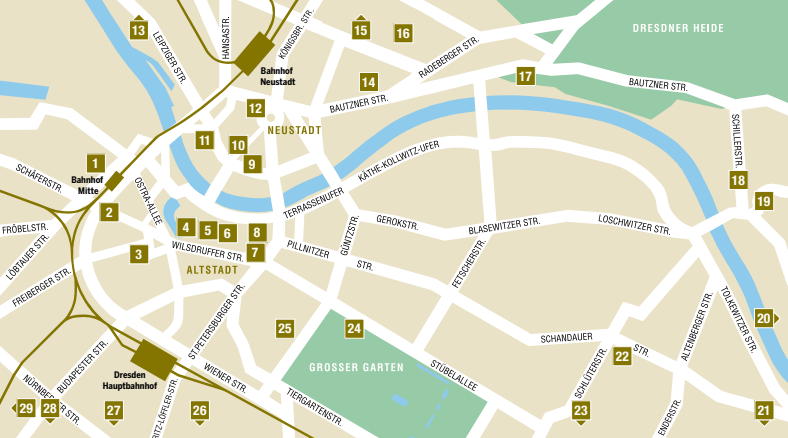 13
LEIPZIGER STR.
HANSASTR.
KÖNIGSBR. STR.
15
16
RADEBERGER STR.
DRESDNER HEIDE
Bahnhof
Neustadt
14
17
BAUTZNER STR.
BAUTZNER STR.
12
NEUSTADT
11
10
9
KÄTHE-KOLLWITZ-UFER
SCHILLERSTR.
1
SCHÄFERSTR.
Bahnhof
Mitte
OSTRA-ALLEE
18
19
TERRASSENUFER
2
FRÖBELSTR.
LÖBTAUER STR.
4
5
6
8
GÜNTZSTR.
GEROKSTR.
BLASEWITZER STR.
LOSCHWITZER STR.
3
WILSDRUFFER STR.
7
PILLNITZER
STR.
FETSCHERSTR.
ALTSTADT
FREIBERGER STR.
ST.PETERSBURGER STR.
TOLKEWITZER STR.
ALTENBERGER STR.
20
25
24
SCHANDAUER
STR.
22
BUDAPESTER STR.
Dresden
Hauptbahnhof
WIENER STR.
GROSSER GARTEN
STÜBELALLEE
SCHLÜTERSTR.
TIERGARTENSTR.
29
28
27
26
23
21
ITZ-LÖFFLER-STR.
ENDERSTR.